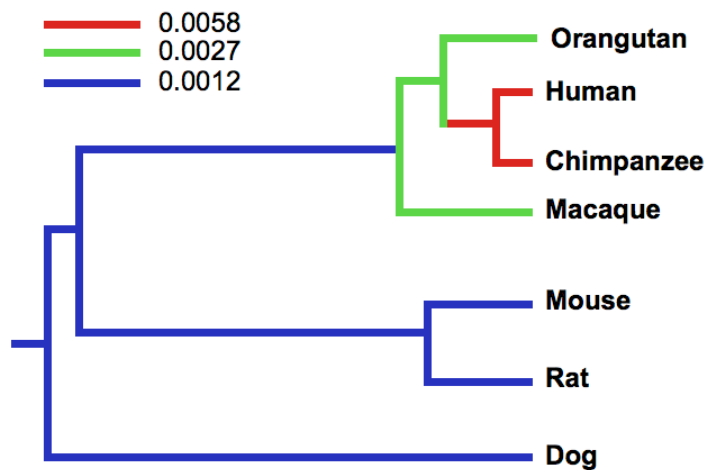 0.0058
0.0027
0.0012
Orangutan
Human
Chimpanzee
Macaque
Mouse
Rat
Dog